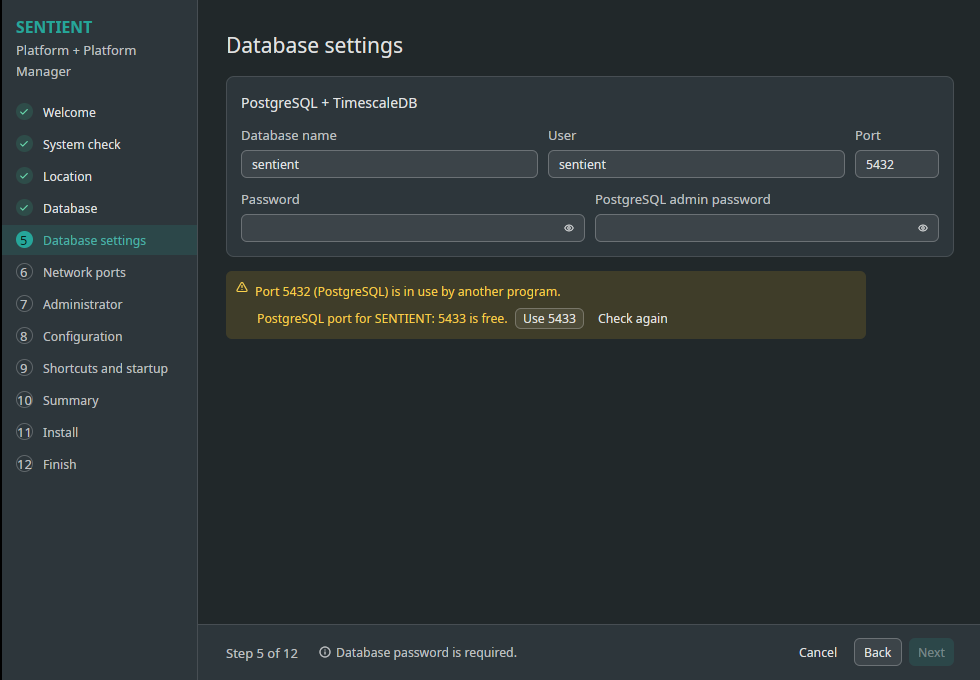 SENTIENT
Platform + Platform
Manager
Welcome
System check
Location
Database
5 Database settings
6 Network ports
7 Administrator
8 Configuration
9 Shortcuts and startup
10 Summary
11 Install
12 Finish
Database settings
PostgreSQL + TimescaleDB
Database name User Port
sentient sentient 5432
Password PostgreSQL admin password
Port 5432 (PostgreSQL) is in use by another program.
PostgreSQL port for SENTIENT: 5433 is free. Use 5433 Check again
Step 5 of 12 Database password is required. Cancel Back Next